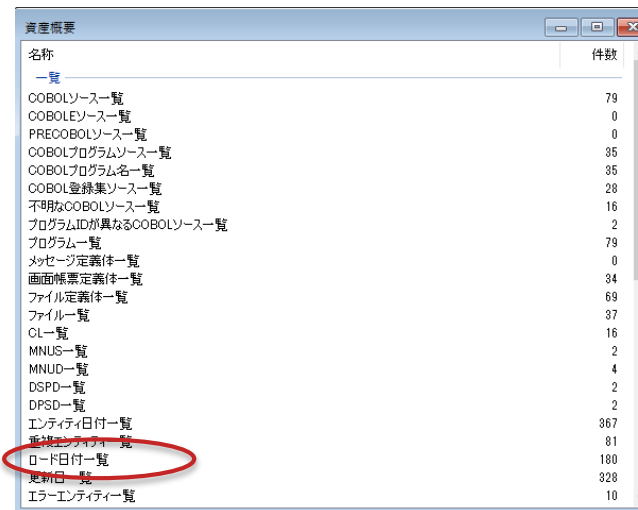 資産概要
名称 件数
一覧
COBOLソース一覧 79
COBOLEソース一覧 0
PRECOBOLソース一覧 0
COBOLプログラムソース一覧 35
COBOLプログラム名一覧 35
COBOL登録集ソース一覧 28
不明なCOBOLソース一覧 16
プログラムIDが異なるCOBOLソース一覧 2
プログラム一覧 79
メッセージ定義体一覧 0
画面帳票定義体一覧 34
ファイル定義体一覧 69
ファイル一覧 37
CL一覧 16
MNUS一覧 2
MNUD一覧 4
DSPD一覧 2
DPSD一覧 2
エンティティ日付一覧 367
重複エンティティ一覧 81
ロード日付一覧 180
更新日一覧 328
エラーエンティティ一覧 10